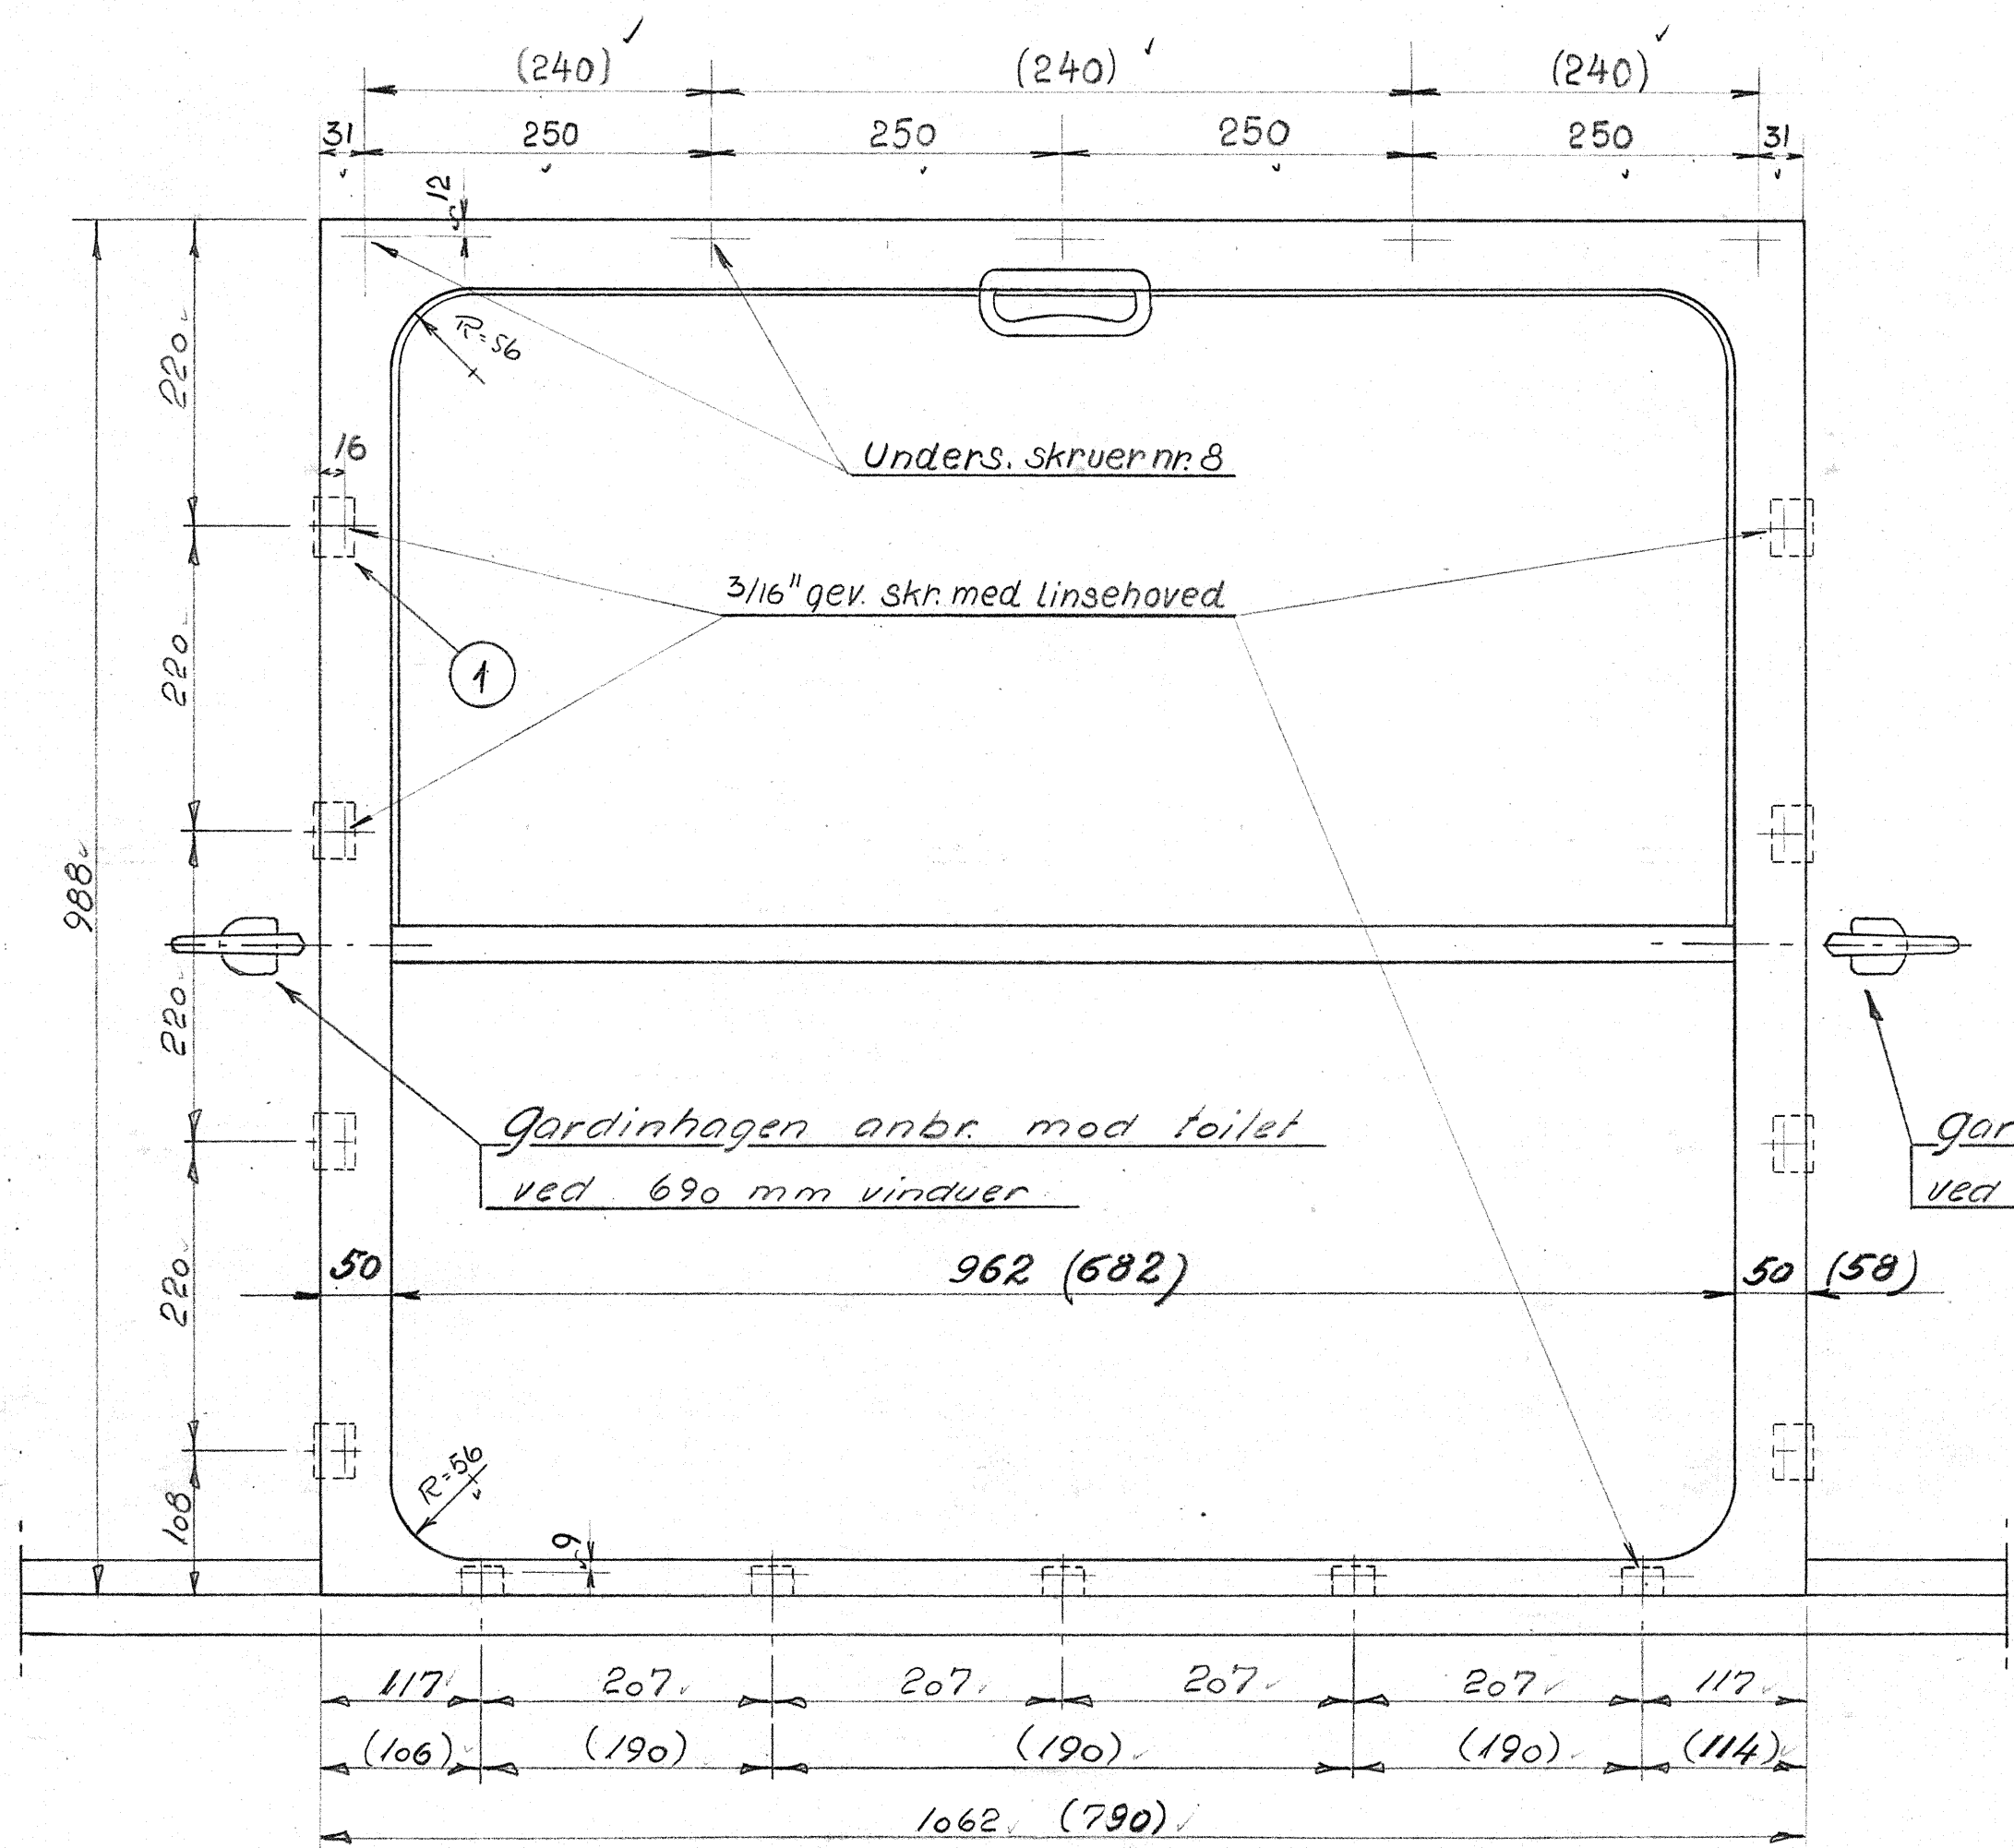 (240) (240) (240)
31 250 250 250 250 31
12
R=56
220
16
Unders. skruer nr. 8
3/16" gev. skr. med linsehoved
1
220
988
220
Gardinhagen anbr. mod toilet
ved 690 mm vinduer
Gar
ved
220
50 962 (682) 50 (58)
R=56
108
9
117 207 207 207 207 117
(106) (190) (190) (190) (114)
1062 (790)